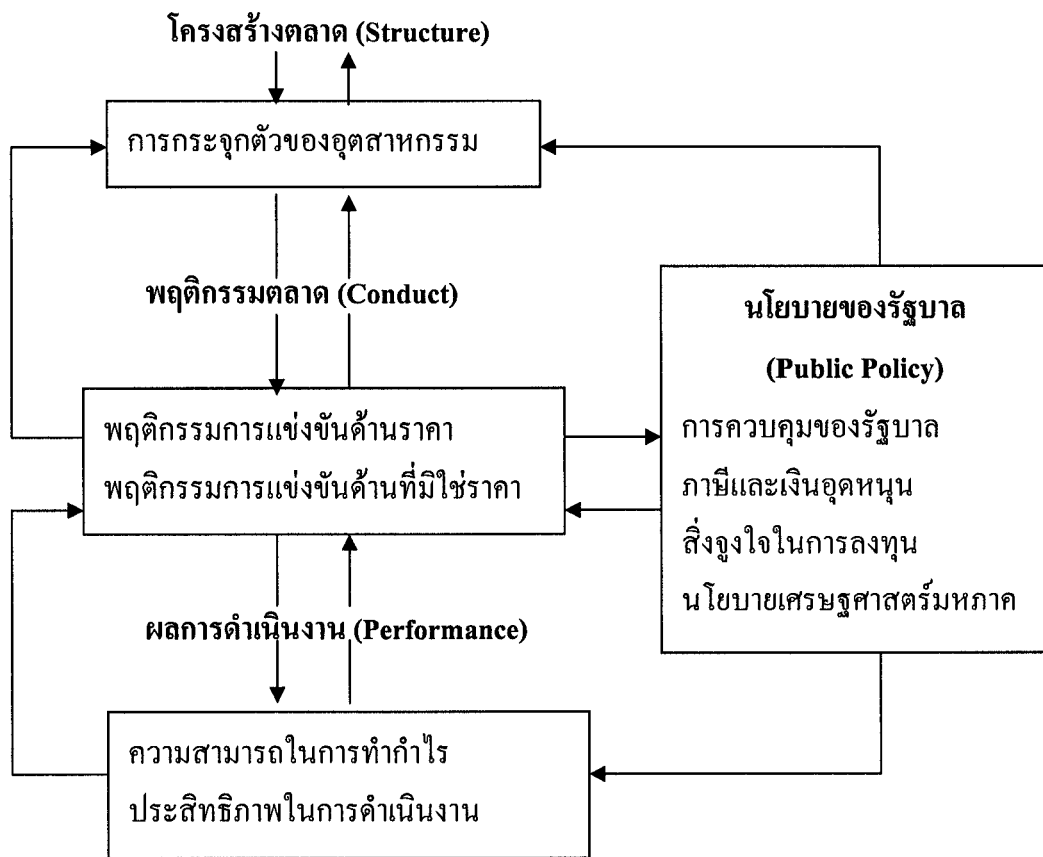 โครงสร้างตลาด (Structure)
การกระจุกตัวของอุตสาหกรรม
พฤติกรรมตลาด (Conduct)
พฤติกรรมการแข่งขันด้านราคา
พฤติกรรมการแข่งขันด้านที่มิใช่ราคา
ผลการดำเนินงาน (Performance)
ความสามารถในการทำกำไร
ประสิทธิภาพในการดำเนินงาน
นโยบายของรัฐบาล
(Public Policy)
การควบคุมของรัฐบาล
ภาษีและเงินอุดหนุน
สิ่งจูงใจในการลงทุน
นโยบายเศรษฐศาสตร์มหภาค